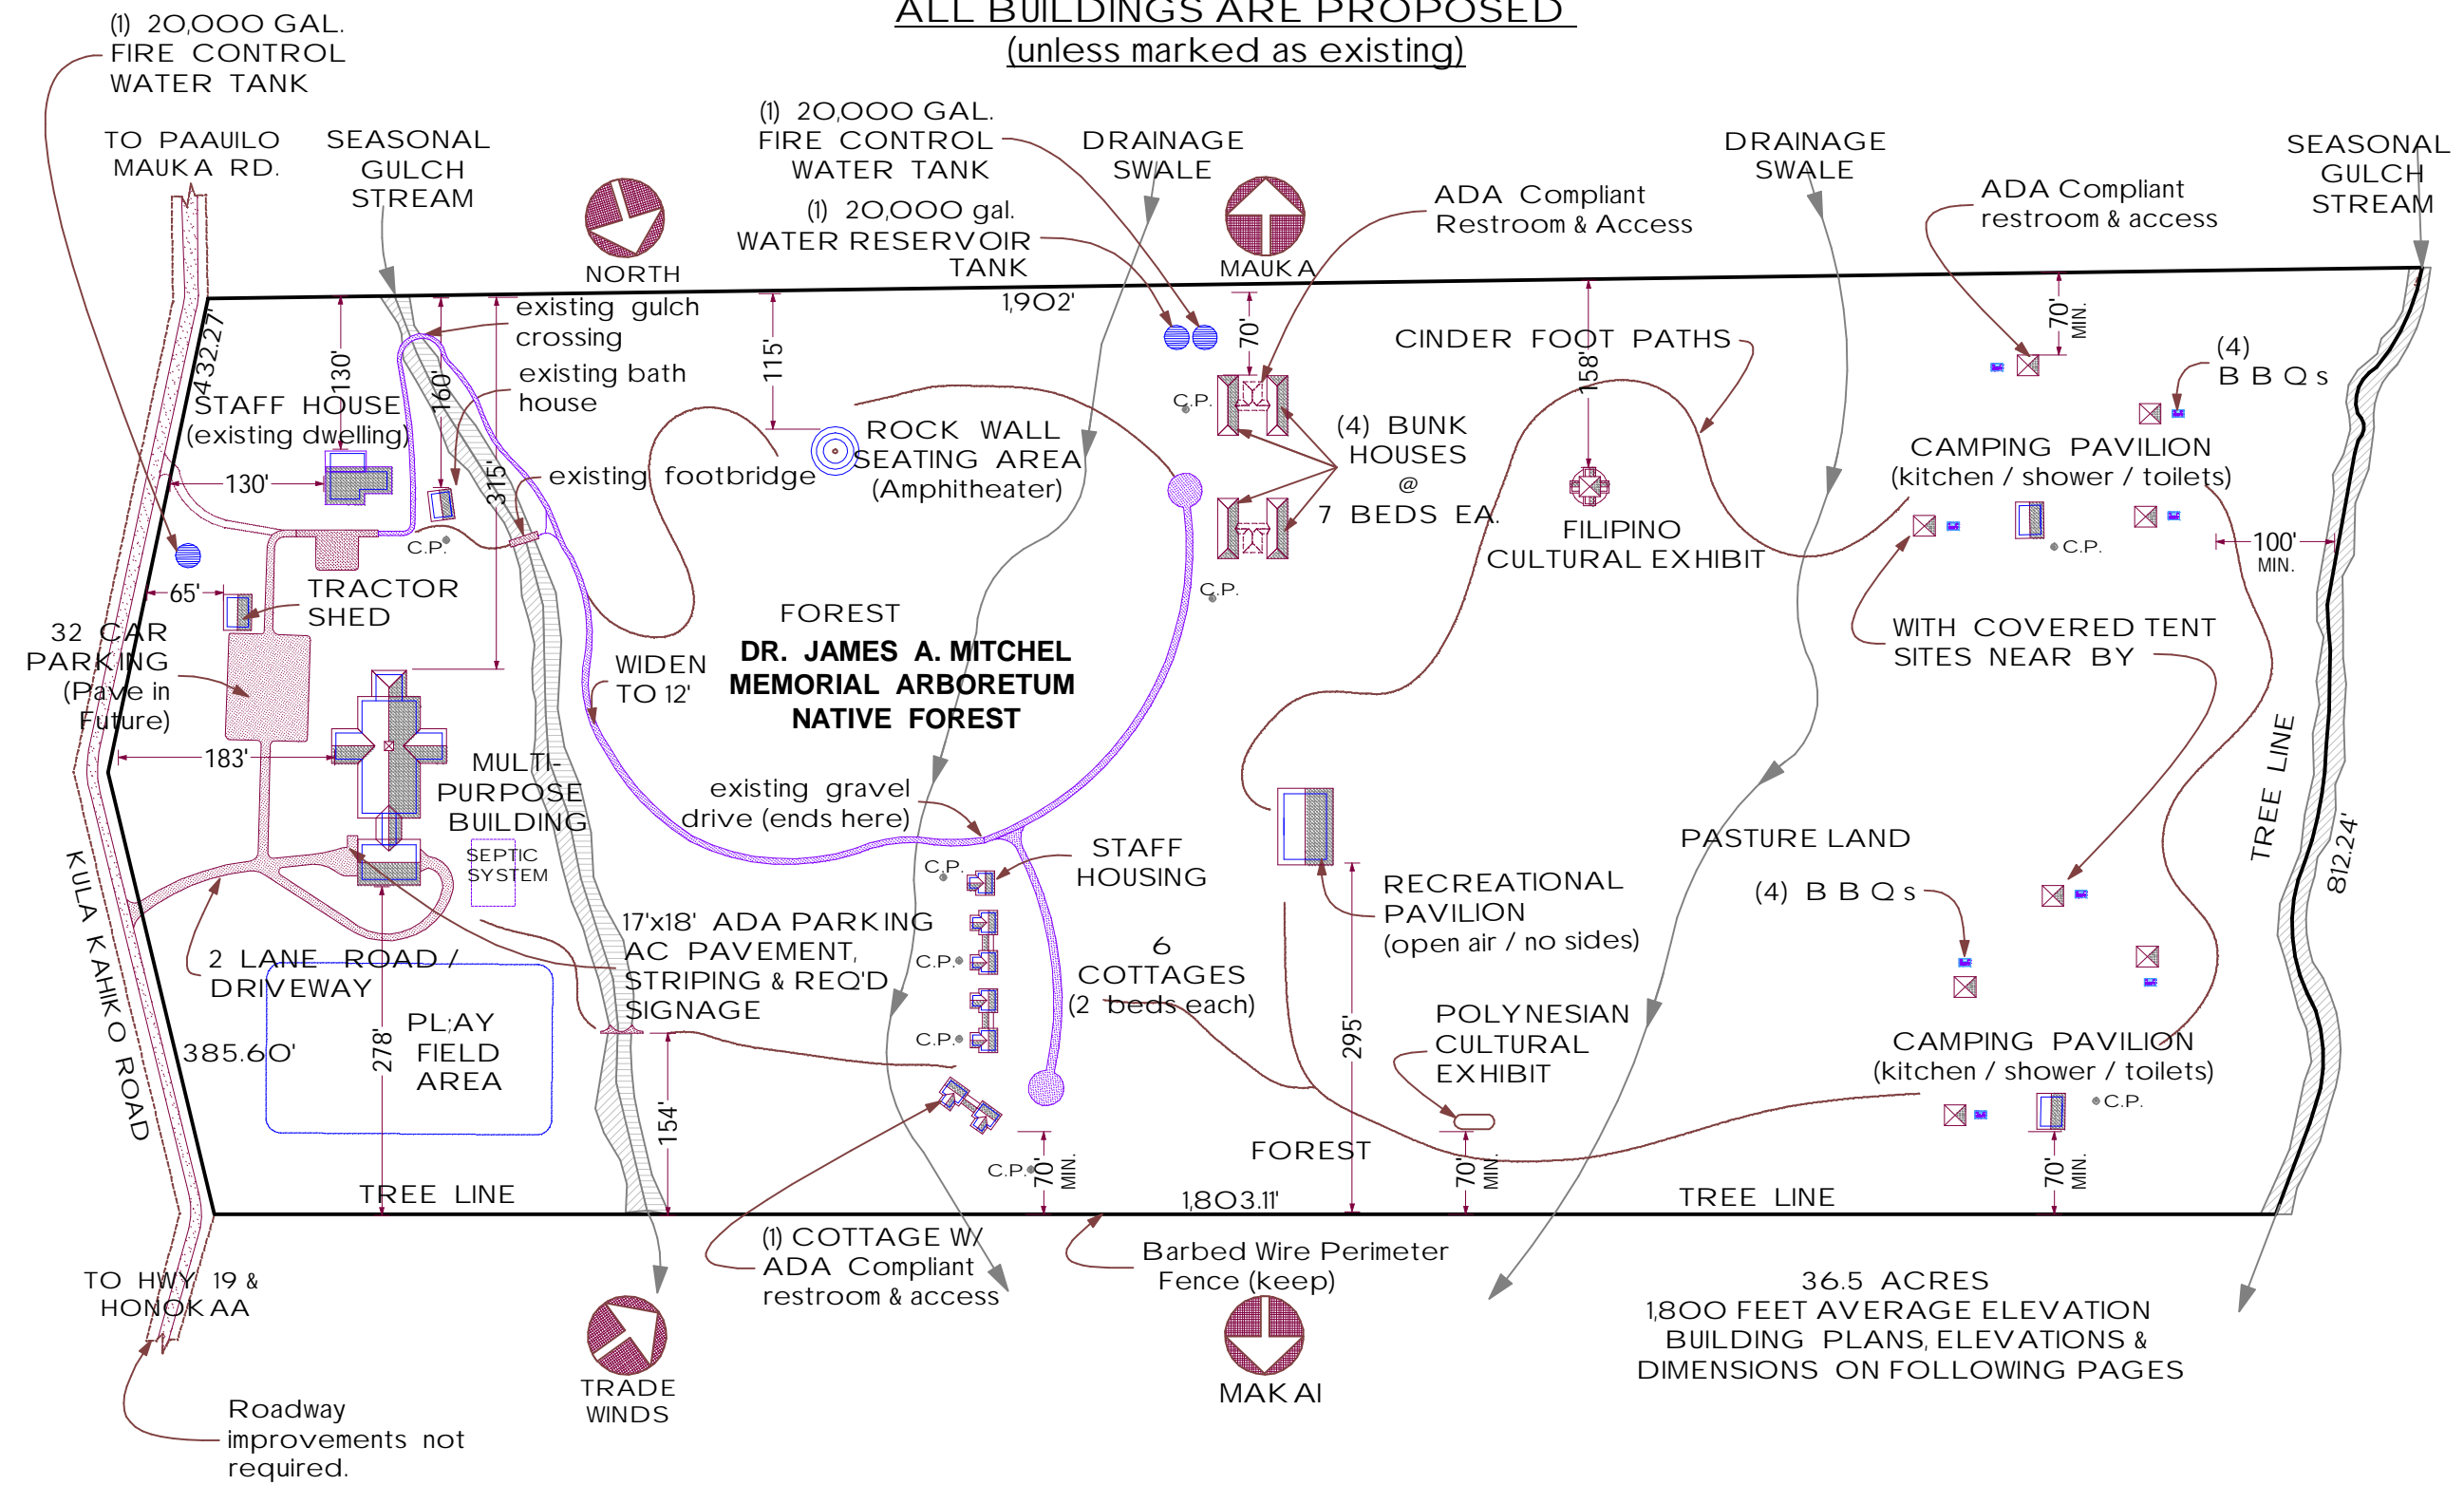 ALL BUILDINGS ARE PROPOSED
(unless marked as existing)
(1) 20,000 GAL.
FIRE CONTROL
WATER TANK
TO PAAUILO
MAUKA RD.
SEASONAL
GULCH
STREAM
NORTH
(1) 20,000 GAL.
FIRE CONTROL
WATER TANK
(1) 20,000 gal.
WATER RESERVOIR
TANK
DRAINAGE
SWALE
MAUKA
ADA Compliant
Restroom & Access
DRAINAGE
SWALE
ADA Compliant
restroom & access
SEASONAL
GULCH
STREAM
1,902'
432.27'
130'
160'
315'
existing gulch
crossing
existing bath
house
115'
70'
158'
CINDER FOOT PATHS
70'
MIN.
(4)
B B Q s
STAFF HOUSE
(existing dwelling)
130'
existing footbridge
ROCK WALL
SEATING AREA
(Amphitheater)
C.P.
(4) BUNK
HOUSES
@
7 BEDS EA.
C.P.
FILIPINO
CULTURAL EXHIBIT
CAMPING PAVILION
(kitchen / shower / toilets)
C.P.
100'
MIN.
C.P.
65'
TRACTOR
SHED
32 CAR
PARKING
(Pave in
Future)
183'
WIDEN
TO 12'
FOREST
DR. JAMES A. MITCHEL
MEMORIAL ARBORETUM
NATIVE FOREST
WITH COVERED TENT
SITES NEAR BY
MULTI-
PURPOSE
BUILDING
SEPTIC
SYSTEM
existing gravel
drive (ends here)
C.P.
STAFF
HOUSING
PASTURE LAND
TREE LINE
812.24'
KULA KAHIKO ROAD
2 LANE ROAD /
DRIVEWAY
17'x18' ADA PARKING
AC PAVEMENT,
STRIPING & REQ'D
SIGNAGE
C.P.
C.P.
6
COTTAGES
(2 beds each)
RECREATIONAL
PAVILION
(open air / no sides)
(4) B B Q s
385.60'
278'
PL;AY
FIELD
AREA
154'
295'
POLYNESIAN
CULTURAL
EXHIBIT
CAMPING PAVILION
(kitchen / shower / toilets)
C.P.
FOREST
C.P.
70'
MIN.
70'
MIN.
70'
MIN.
TREE LINE
1,803.11'
TREE LINE
TO HWY 19 &
HONOKAA
(1) COTTAGE W/
ADA Compliant
restroom & access
Barbed Wire Perimeter
Fence (keep)
TRADE
WINDS
MAKAI
36.5 ACRES
1,800 FEET AVERAGE ELEVATION
BUILDING PLANS, ELEVATIONS &
DIMENSIONS ON FOLLOWING PAGES
Roadway
improvements not
required.